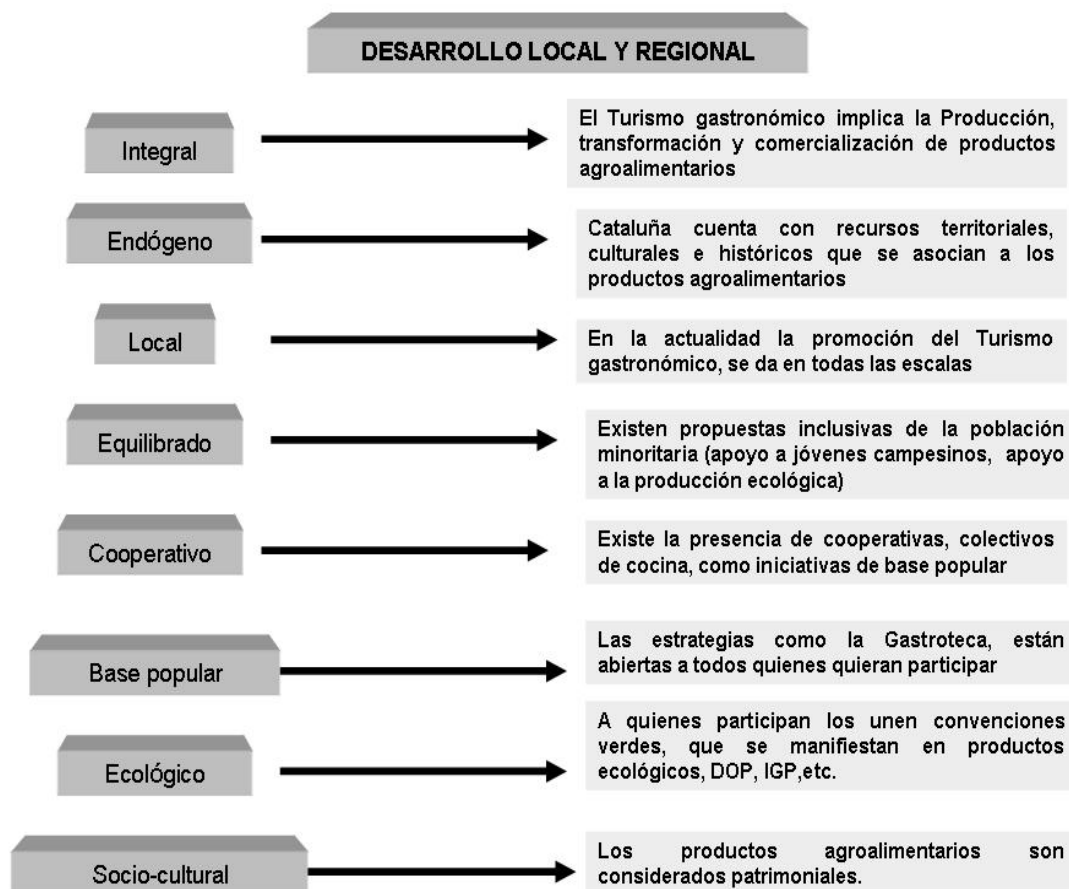 DESARROLLO LOCAL Y REGIONAL
Integral
El Turismo gastronómico implica la Producción,
transformación y comercialización de productos
agroalimentarios
Endógeno
Cataluña cuenta con recursos territoriales,
culturales e históricos que se asocian a los
productos agroalimentarios
Local
En la actualidad la promoción del Turismo
gastronómico, se da en todas las escalas
Equilibrado
Existen propuestas inclusivas de la población
minoritaria (apoyo a jóvenes campesinos, apoyo
a la producción ecológica)
Cooperativo
Existe la presencia de cooperativas, colectivos
de cocina, como iniciativas de base popular
Base popular
Las estrategias como la Gastroteca, están
abiertas a todos quienes quieran participar
Ecológico
A quienes participan los unen convenciones
verdes, que se manifiestan en productos
ecológicos, DOP, IGP,etc.
Socio-cultural
Los productos agroalimentarios son
considerados patrimoniales.